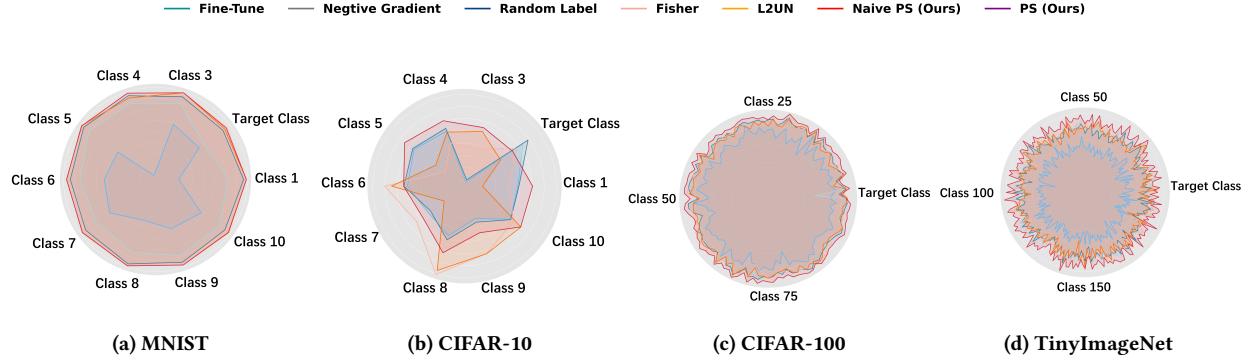 Fine-Tune Negtive Gradient Random Label Fisher L2UN Naive PS (Ours) PS (Ours)
Class 4 Class 3
Class 5 Target Class
Class 6 Class 1
Class 7 Class 10
Class 8 Class 9
(a) MNIST
Class 4 Class 3
Class 5 Target Class
Class 6 Class 1
Class 7 Class 10
Class 8 Class 9
(b) CIFAR-10
Class 25
Class 50 Target Class
Class 75
(c) CIFAR-100
Class 50
Class 100 Target Class
Class 150
(d) TinyImageNet